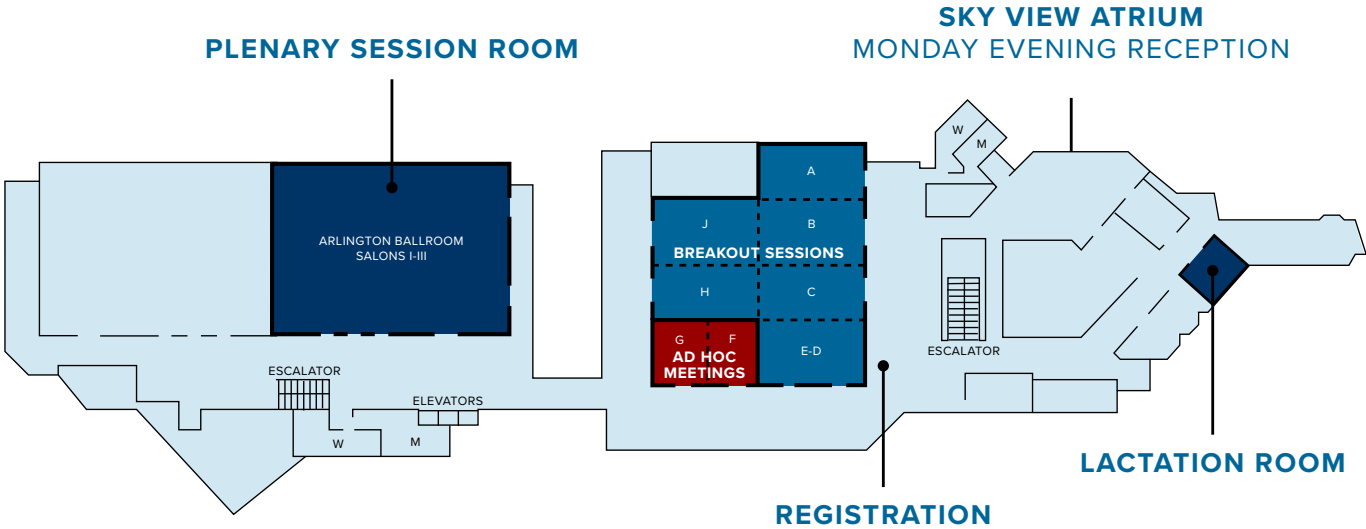 SKY VIEW ATRIUM
MONDAY EVENING RECEPTION
PLENARY SESSION ROOM
W
M
A
ARLINGTON BALLROOM
SALONS I-III
J
B
BREAKOUT SESSIONS
H
C
G
F
E-D
AD HOC
MEETINGS
ESCALATOR
ESCALATOR
ELEVATORS
W
M
LACTATION ROOM
REGISTRATION